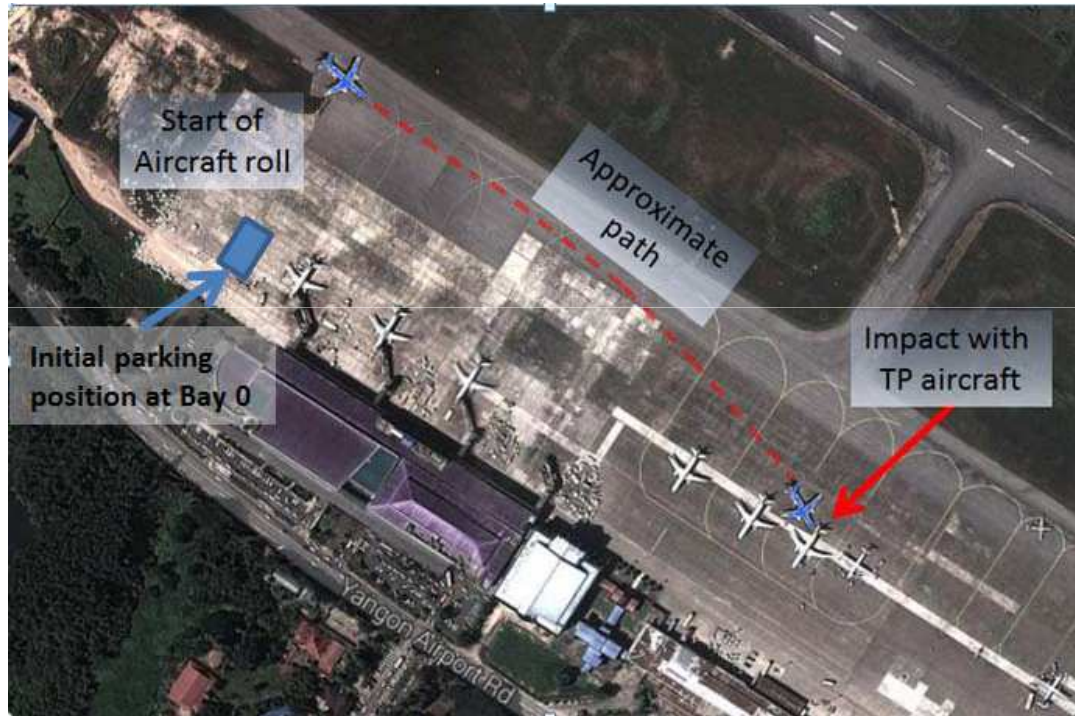 Start of
Aircraft roll
Approximate
path
Impact with
TP aircraft
Initial parking
position at Bay 0
Yangon Airport Rd